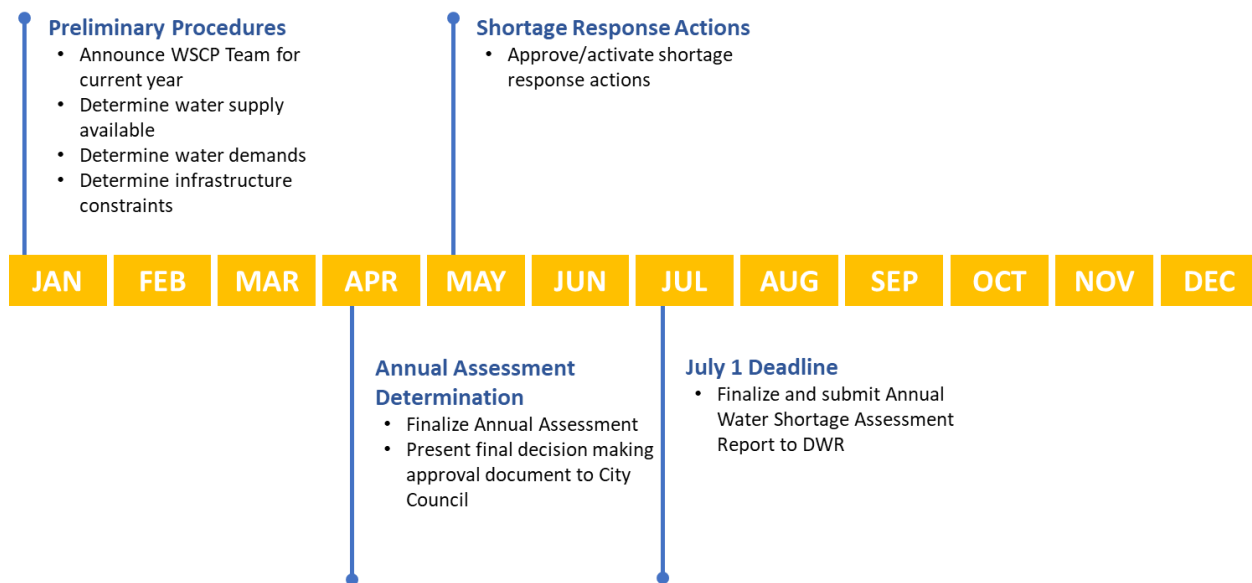 Preliminary Procedures
• Announce WSCP Team for
current year
• Determine water supply
available
• Determine water demands
• Determine infrastructure
constraints
Shortage Response Actions
• Approve/activate shortage
response actions
JAN FEB MAR APR MAY JUN JUL AUG SEP OCT NOV DEC
Annual Assessment
Determination
• Finalize Annual Assessment
• Present final decision making
approval document to City
Council
July 1 Deadline
• Finalize and submit Annual
Water Shortage Assessment
Report to DWR